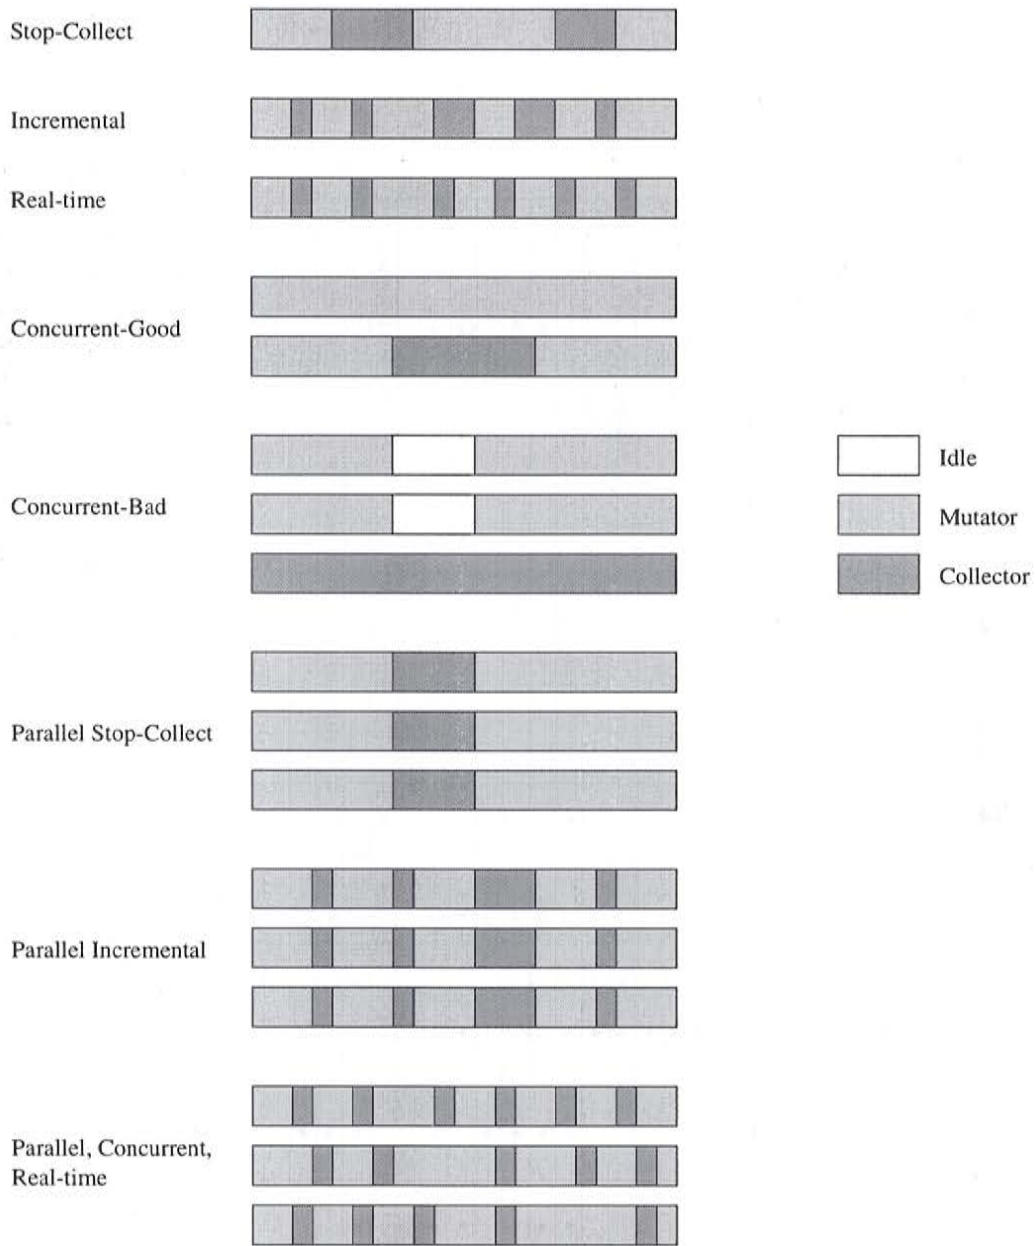 Stop-Collect
Incremental
Real-time
Concurrent-Good
Concurrent-Bad
Idle
Mutator
Collector
Parallel Stop-Collect
Parallel Incremental
Parallel, Concurrent,
Real-time